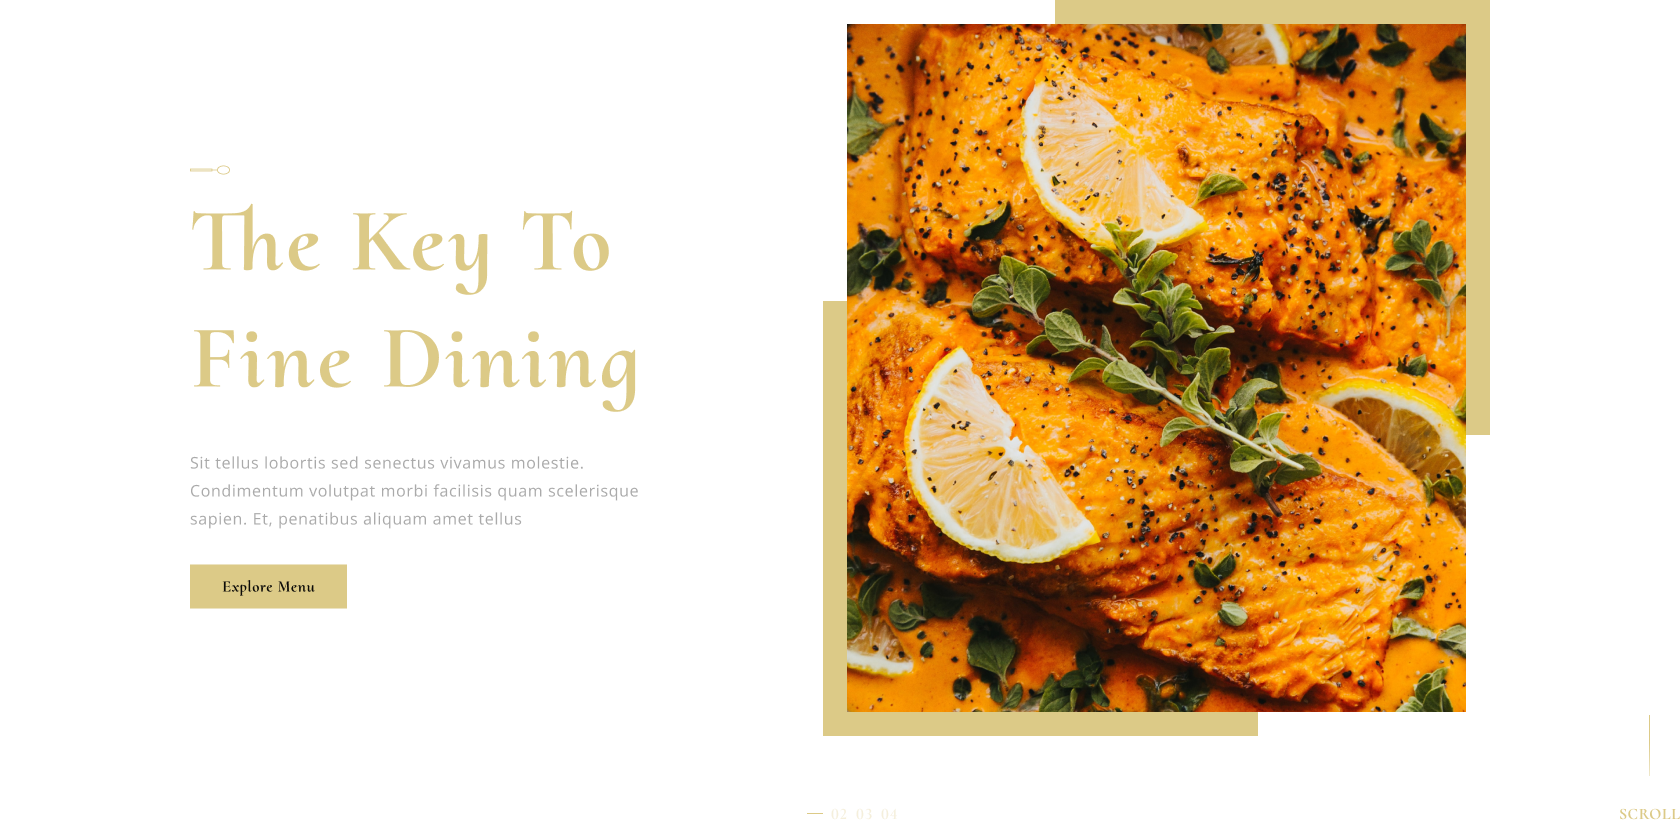 The Key To
Fine Dining
Sit tellus lobortis sed senectus vivamus molestie.
Condimentum volutpat morbi facilisis quam scelerisque
sapien. Et, penatibus aliquam amet tellus
Explore Menu
02 03 04
SCROLL